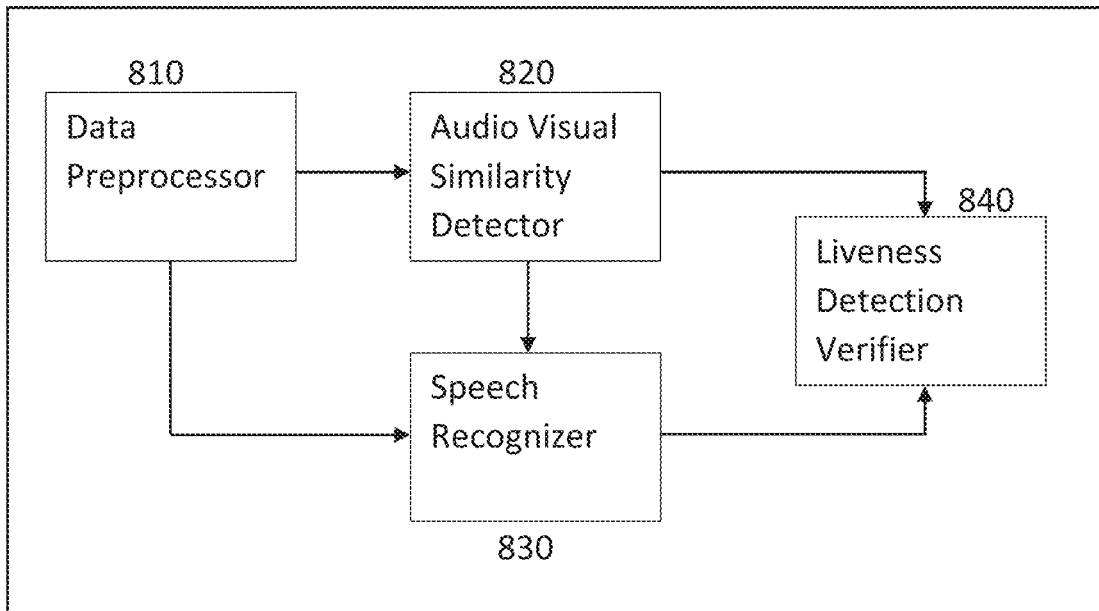 810
Data
Preprocessor
820
Audio Visual
Similarity
Detector
840
Liveness
Detection
Verifier
Speech
Recognizer
830